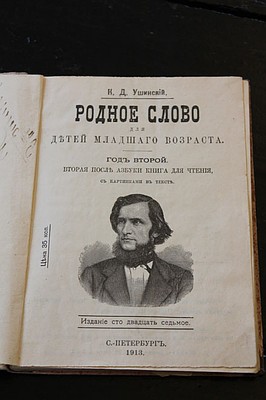 К. Д. Ушинскій.
РОДНОЕ СЛОВО
ДЛЯ
ДѢТЕЙ МЛАДШАГО ВОЗРАСТА.
ГОДЪ ВТОРОЙ.
ВТОРАЯ ПОСЛѢ АЗБУКИ КНИГА ДЛЯ ЧТЕНІЯ,
СЪ КАРТИНКАМИ ВЪ ТЕКСТѢ.
Цѣна 35 коп.
Изданіе сто двадцать седьмое.
С.-ПЕТЕРБУРГЪ.
1913.